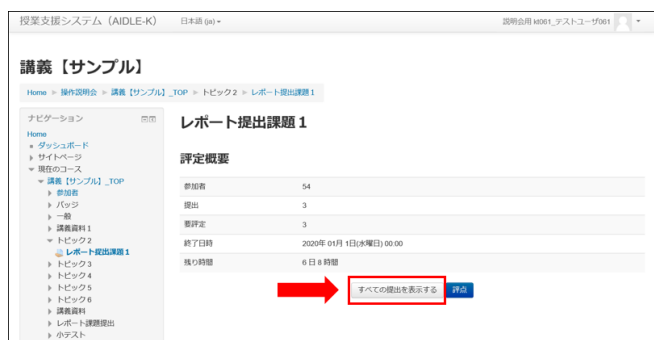 授業支援システム（AIDLE-K）
日本語 (ja)
説明会用 kt061_テストユーザ061
講義【サンプル】
Home ▶ 操作説明会 ▶ 講義【サンプル】_TOP ▶ トピック2 ▶ レポート提出課題1
ナビゲーション
Home
ダッシュボード
サイトページ
現在のコース
講義【サンプル】_TOP
参加者
バッジ
一般
講義資料1
トピック2
レポート提出課題1
トピック3
トピック4
トピック5
トピック6
講義資料
レポート課題提出
小テスト
レポート提出課題1
評定概要
参加者 54
提出 3
要評定 3
終了日時 2020年 01月 1日(水曜日) 00:00
残り時間 6 日 8 時間
すべての提出を表示する 評点